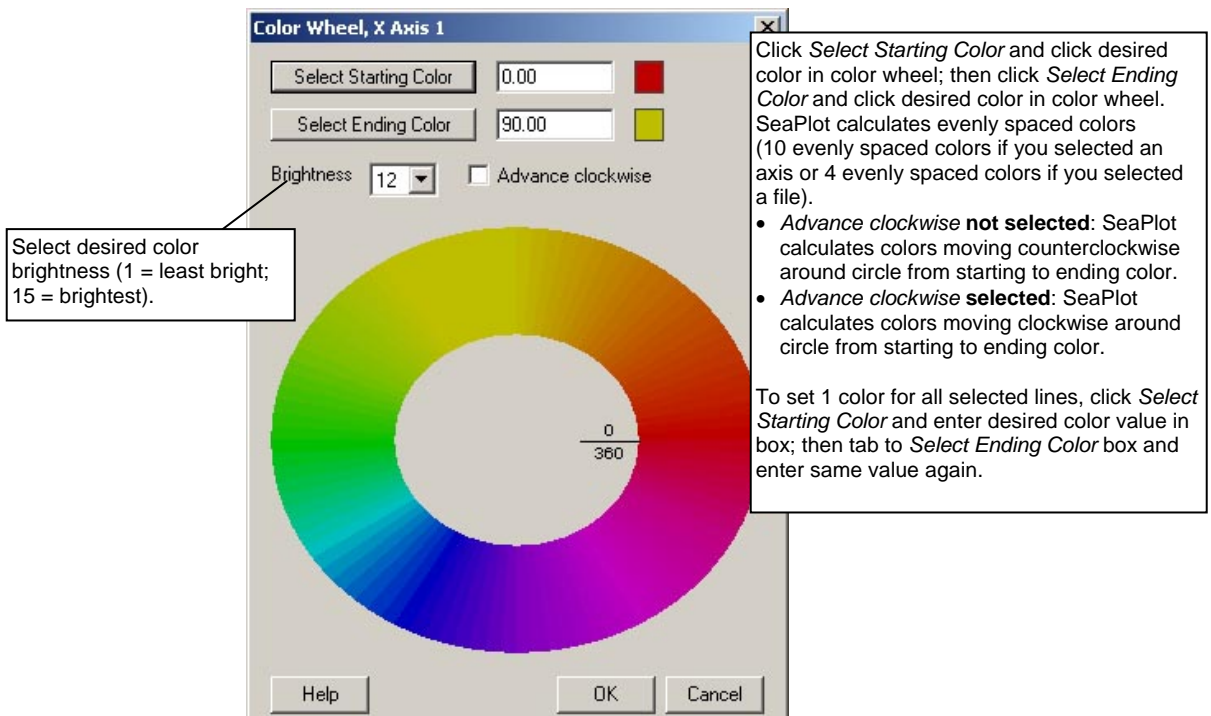 Color Wheel, X Axis 1
Select Starting Color
0.00
Select Ending Color
90.00
Brightness
12
Advance clockwise
Select desired color
brightness (1 = least bright;
15 = brightest).
0
360
Help
OK
Cancel
Click Select Starting Color and click desired
color in color wheel; then click Select Ending
Color and click desired color in color wheel.
SeaPlot calculates evenly spaced colors
(10 evenly spaced colors if you selected an
axis or 4 evenly spaced colors if you selected
a file).
• Advance clockwise not selected: SeaPlot
calculates colors moving counterclockwise
around circle from starting to ending color.
• Advance clockwise selected: SeaPlot
calculates colors moving clockwise around
circle from starting to ending color.
To set 1 color for all selected lines, click Select
Starting Color and enter desired color value in
box; then tab to Select Ending Color box and
enter same value again.